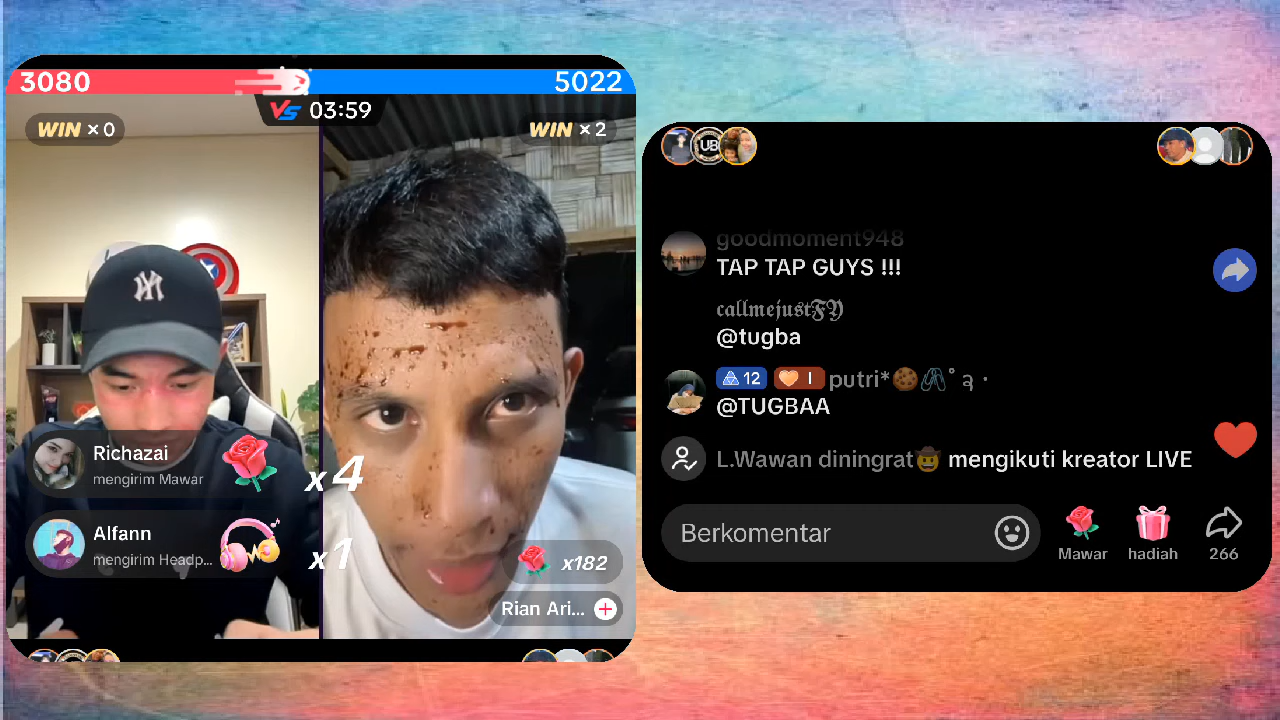 3080
5022
VS 03:59
WIN ×0
WIN ×2
Richazai
mengirim Mawar
x4
Alfann
mengirim Headp...
x1
x182
Rian Ari...
UB
goodmoment948
TAP TAP GUYS !!!
𝔠𝔞𝔩𝔩𝔪𝔢𝔧𝔲𝔰𝔱𝕱𝖄
@tugba
12 I putri*🍪🖇️˚ ʚ ·
@TUGBAA
L.Wawan diningrat🤠 mengikuti kreator LIVE
Berkomentar
Mawar
hadiah
266